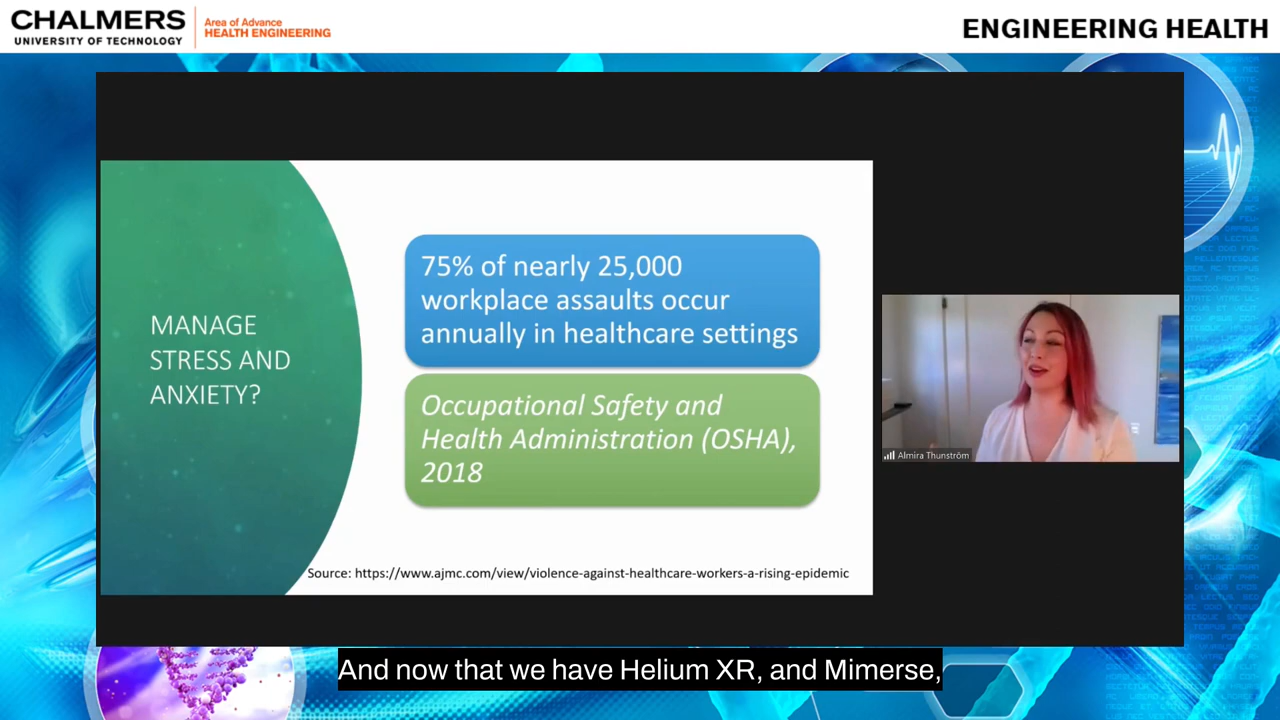 CHALMERS
UNIVERSITY OF TECHNOLOGY
Area of Advance
HEALTH ENGINEERING
ENGINEERING HEALTH
MANAGE
STRESS AND
ANXIETY?
75% of nearly 25,000
workplace assaults occur
annually in healthcare settings
Occupational Safety and
Health Administration (OSHA),
2018
Source: https://www.ajmc.com/view/violence-against-healthcare-workers-a-rising-epidemic
Almira Thunström
And now that we have Helium XR, and Mimerse,